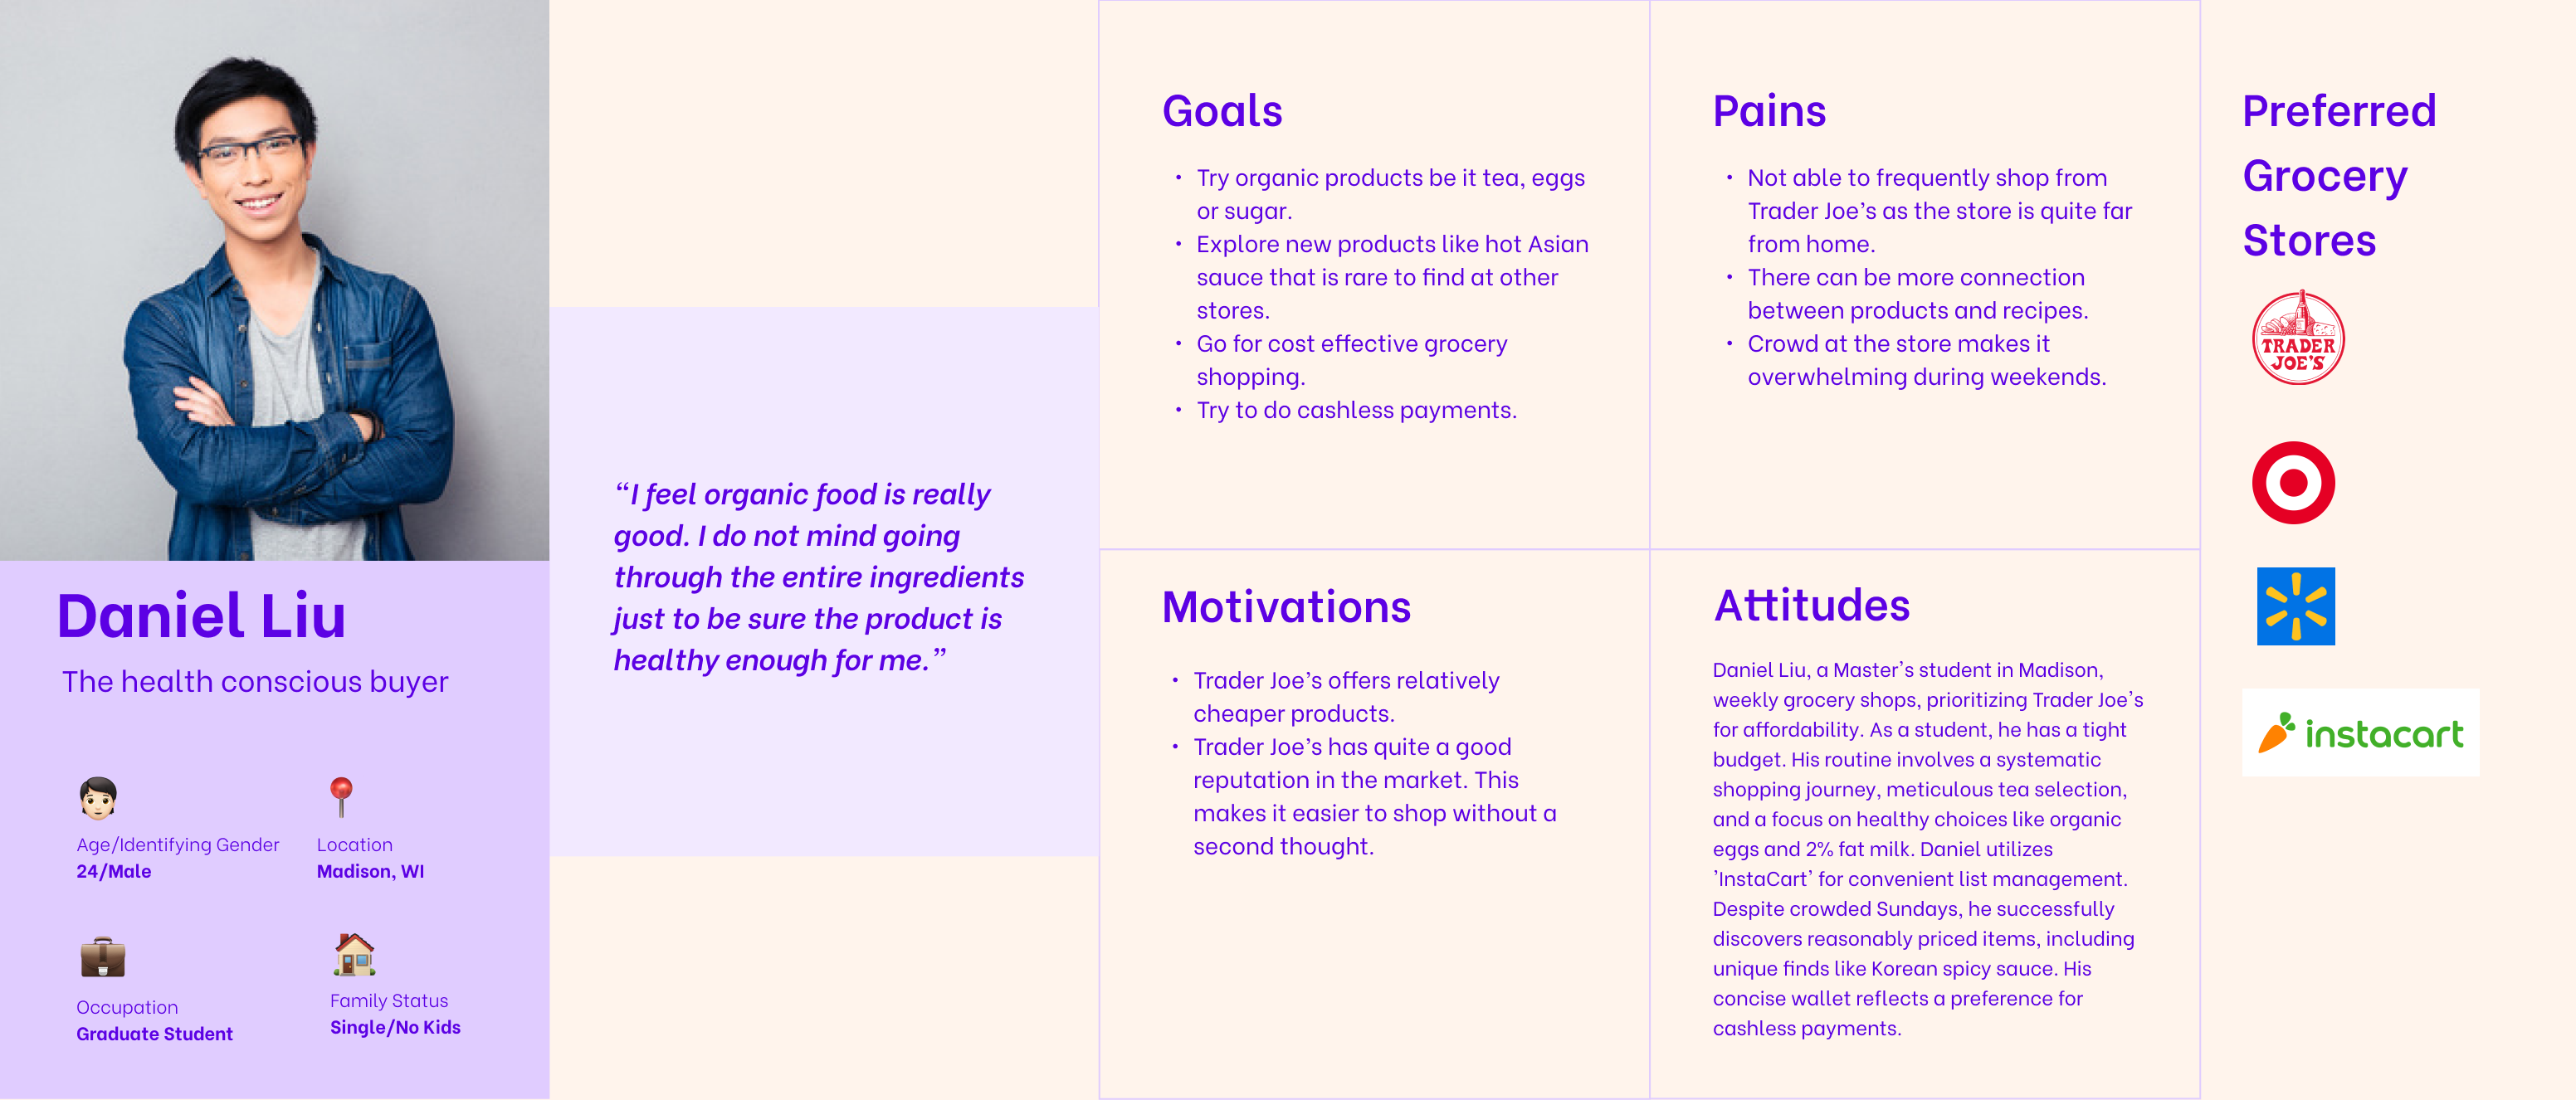 Daniel Liu
The health conscious buyer
Age/Identifying Gender
24/Male
Location
Madison, WI
Occupation
Graduate Student
Family Status
Single/No Kids
“I feel organic food is really
good. I do not mind going
through the entire ingredients
just to be sure the product is
healthy enough for me.”
Goals
• Try organic products be it tea, eggs
or sugar.
• Explore new products like hot Asian
sauce that is rare to find at other
stores.
• Go for cost effective grocery
shopping.
• Try to do cashless payments.
Pains
• Not able to frequently shop from
Trader Joe’s as the store is quite far
from home.
• There can be more connection
between products and recipes.
• Crowd at the store makes it
overwhelming during weekends.
Motivations
• Trader Joe’s offers relatively
cheaper products.
• Trader Joe’s has quite a good
reputation in the market. This
makes it easier to shop without a
second thought.
Attitudes
Daniel Liu, a Master's student in Madison,
weekly grocery shops, prioritizing Trader Joe's
for affordability. As a student, he has a tight
budget. His routine involves a systematic
shopping journey, meticulous tea selection,
and a focus on healthy choices like organic
eggs and 2% fat milk. Daniel utilizes
'InstaCart' for convenient list management.
Despite crowded Sundays, he successfully
discovers reasonably priced items, including
unique finds like Korean spicy sauce. His
concise wallet reflects a preference for
cashless payments.
Preferred
Grocery
Stores
TRADER
JOE'S
instacart